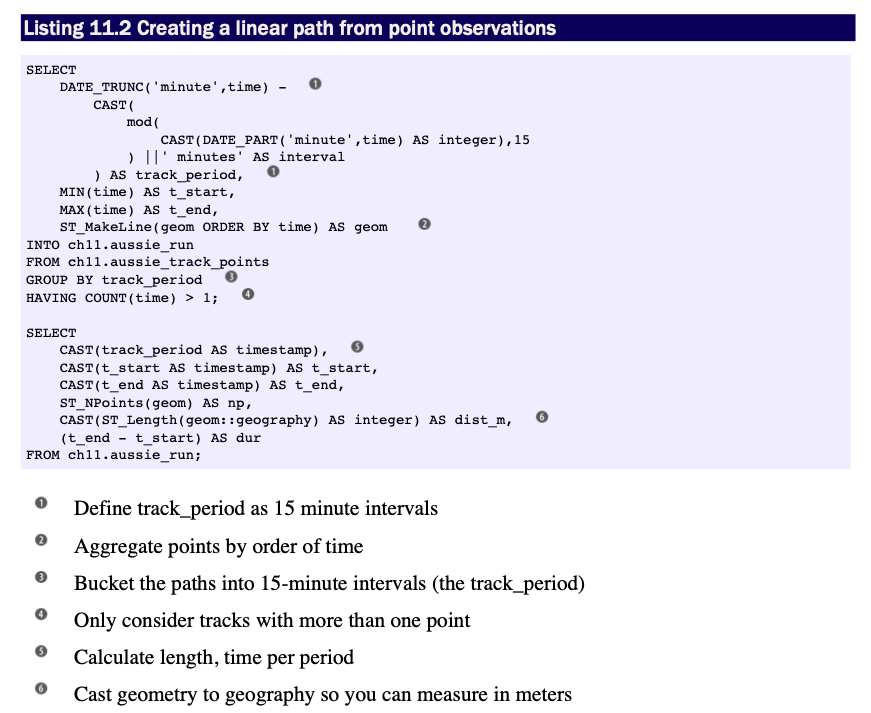 Listing 11.2 Creating a linear path from point observations
SELECT
DATE_TRUNC('minute',time) - ❶
CAST(
mod(
CAST(DATE_PART('minute',time) AS integer),15
) ||' minutes' AS interval
) AS track_period, ❶
MIN(time) AS t_start,
MAX(time) AS t_end,
ST_MakeLine(geom ORDER BY time) AS geom ❷
INTO ch11.aussie_run
FROM ch11.aussie_track_points
GROUP BY track_period ❸
HAVING COUNT(time) > 1; ❹
SELECT
CAST(track_period AS timestamp), ❺
CAST(t_start AS timestamp) AS t_start,
CAST(t_end AS timestamp) AS t_end,
ST_NPoints(geom) AS np,
CAST(ST_Length(geom::geography) AS integer) AS dist_m, ❻
(t_end - t_start) AS dur
FROM ch11.aussie_run;
❶ Define track_period as 15 minute intervals
❷ Aggregate points by order of time
❸ Bucket the paths into 15-minute intervals (the track_period)
❹ Only consider tracks with more than one point
❺ Calculate length, time per period
❻ Cast geometry to geography so you can measure in meters